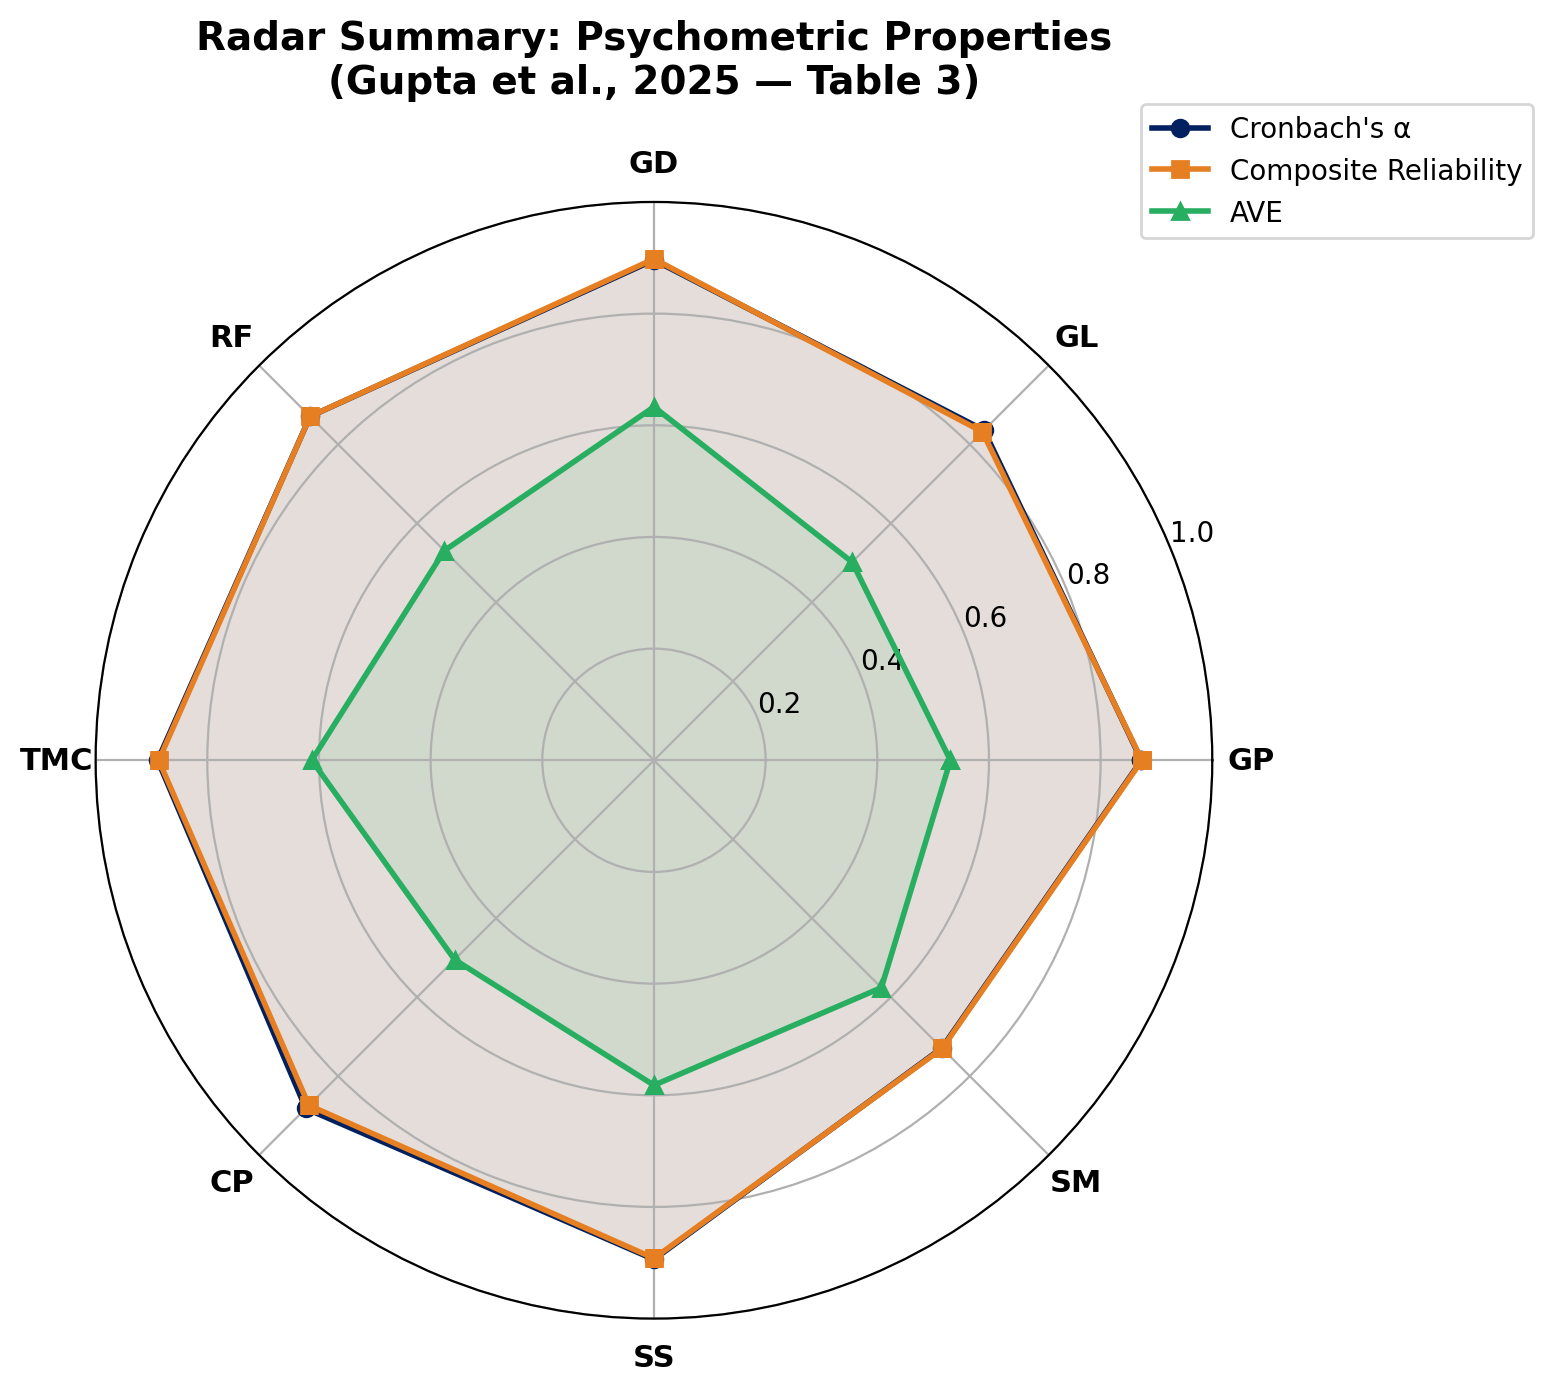 Radar Summary: Psychometric Properties
(Gupta et al., 2025 — Table 3)
Cronbach's α
Composite Reliability
AVE
GD
RF
GL
1.0
0.8
0.6
0.4
0.2
TMC
GP
CP
SM
SS